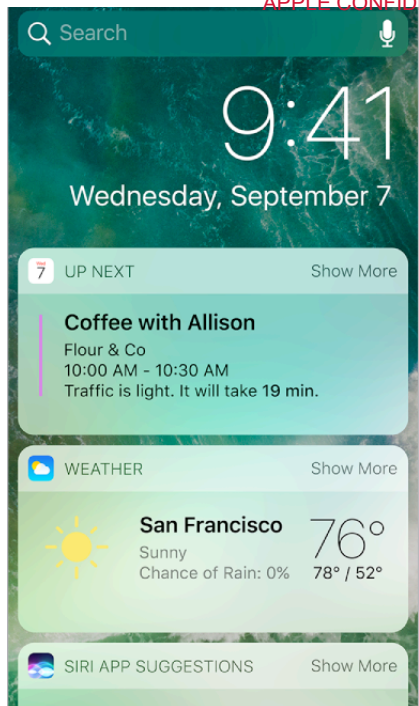 APPLE CONFID
Search
9:41
Wednesday, September 7
7 UP NEXT Show More
Coffee with Allison
Flour & Co
10:00 AM - 10:30 AM
Traffic is light. It will take 19 min.
WEATHER Show More
San Francisco 76°
Sunny
Chance of Rain: 0% 78° / 52°
SIRI APP SUGGESTIONS Show More